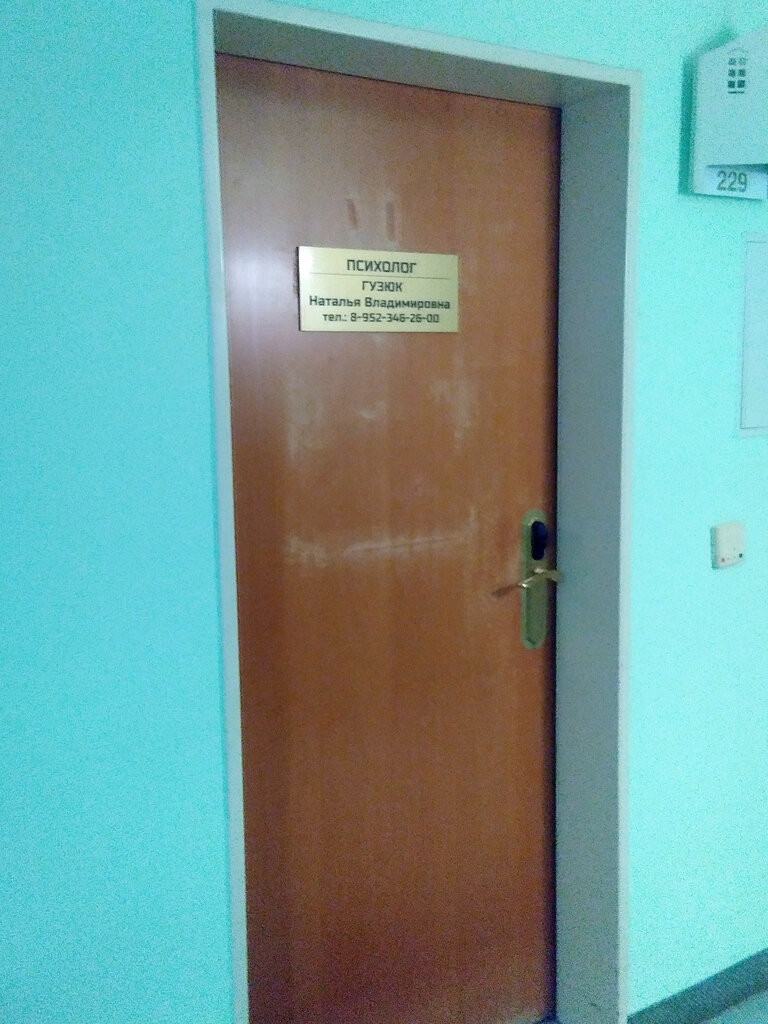 ПСИХОЛОГ
ГУЗЮК
Наталья Владимировна
тел.: 8-952-346-26-00
229